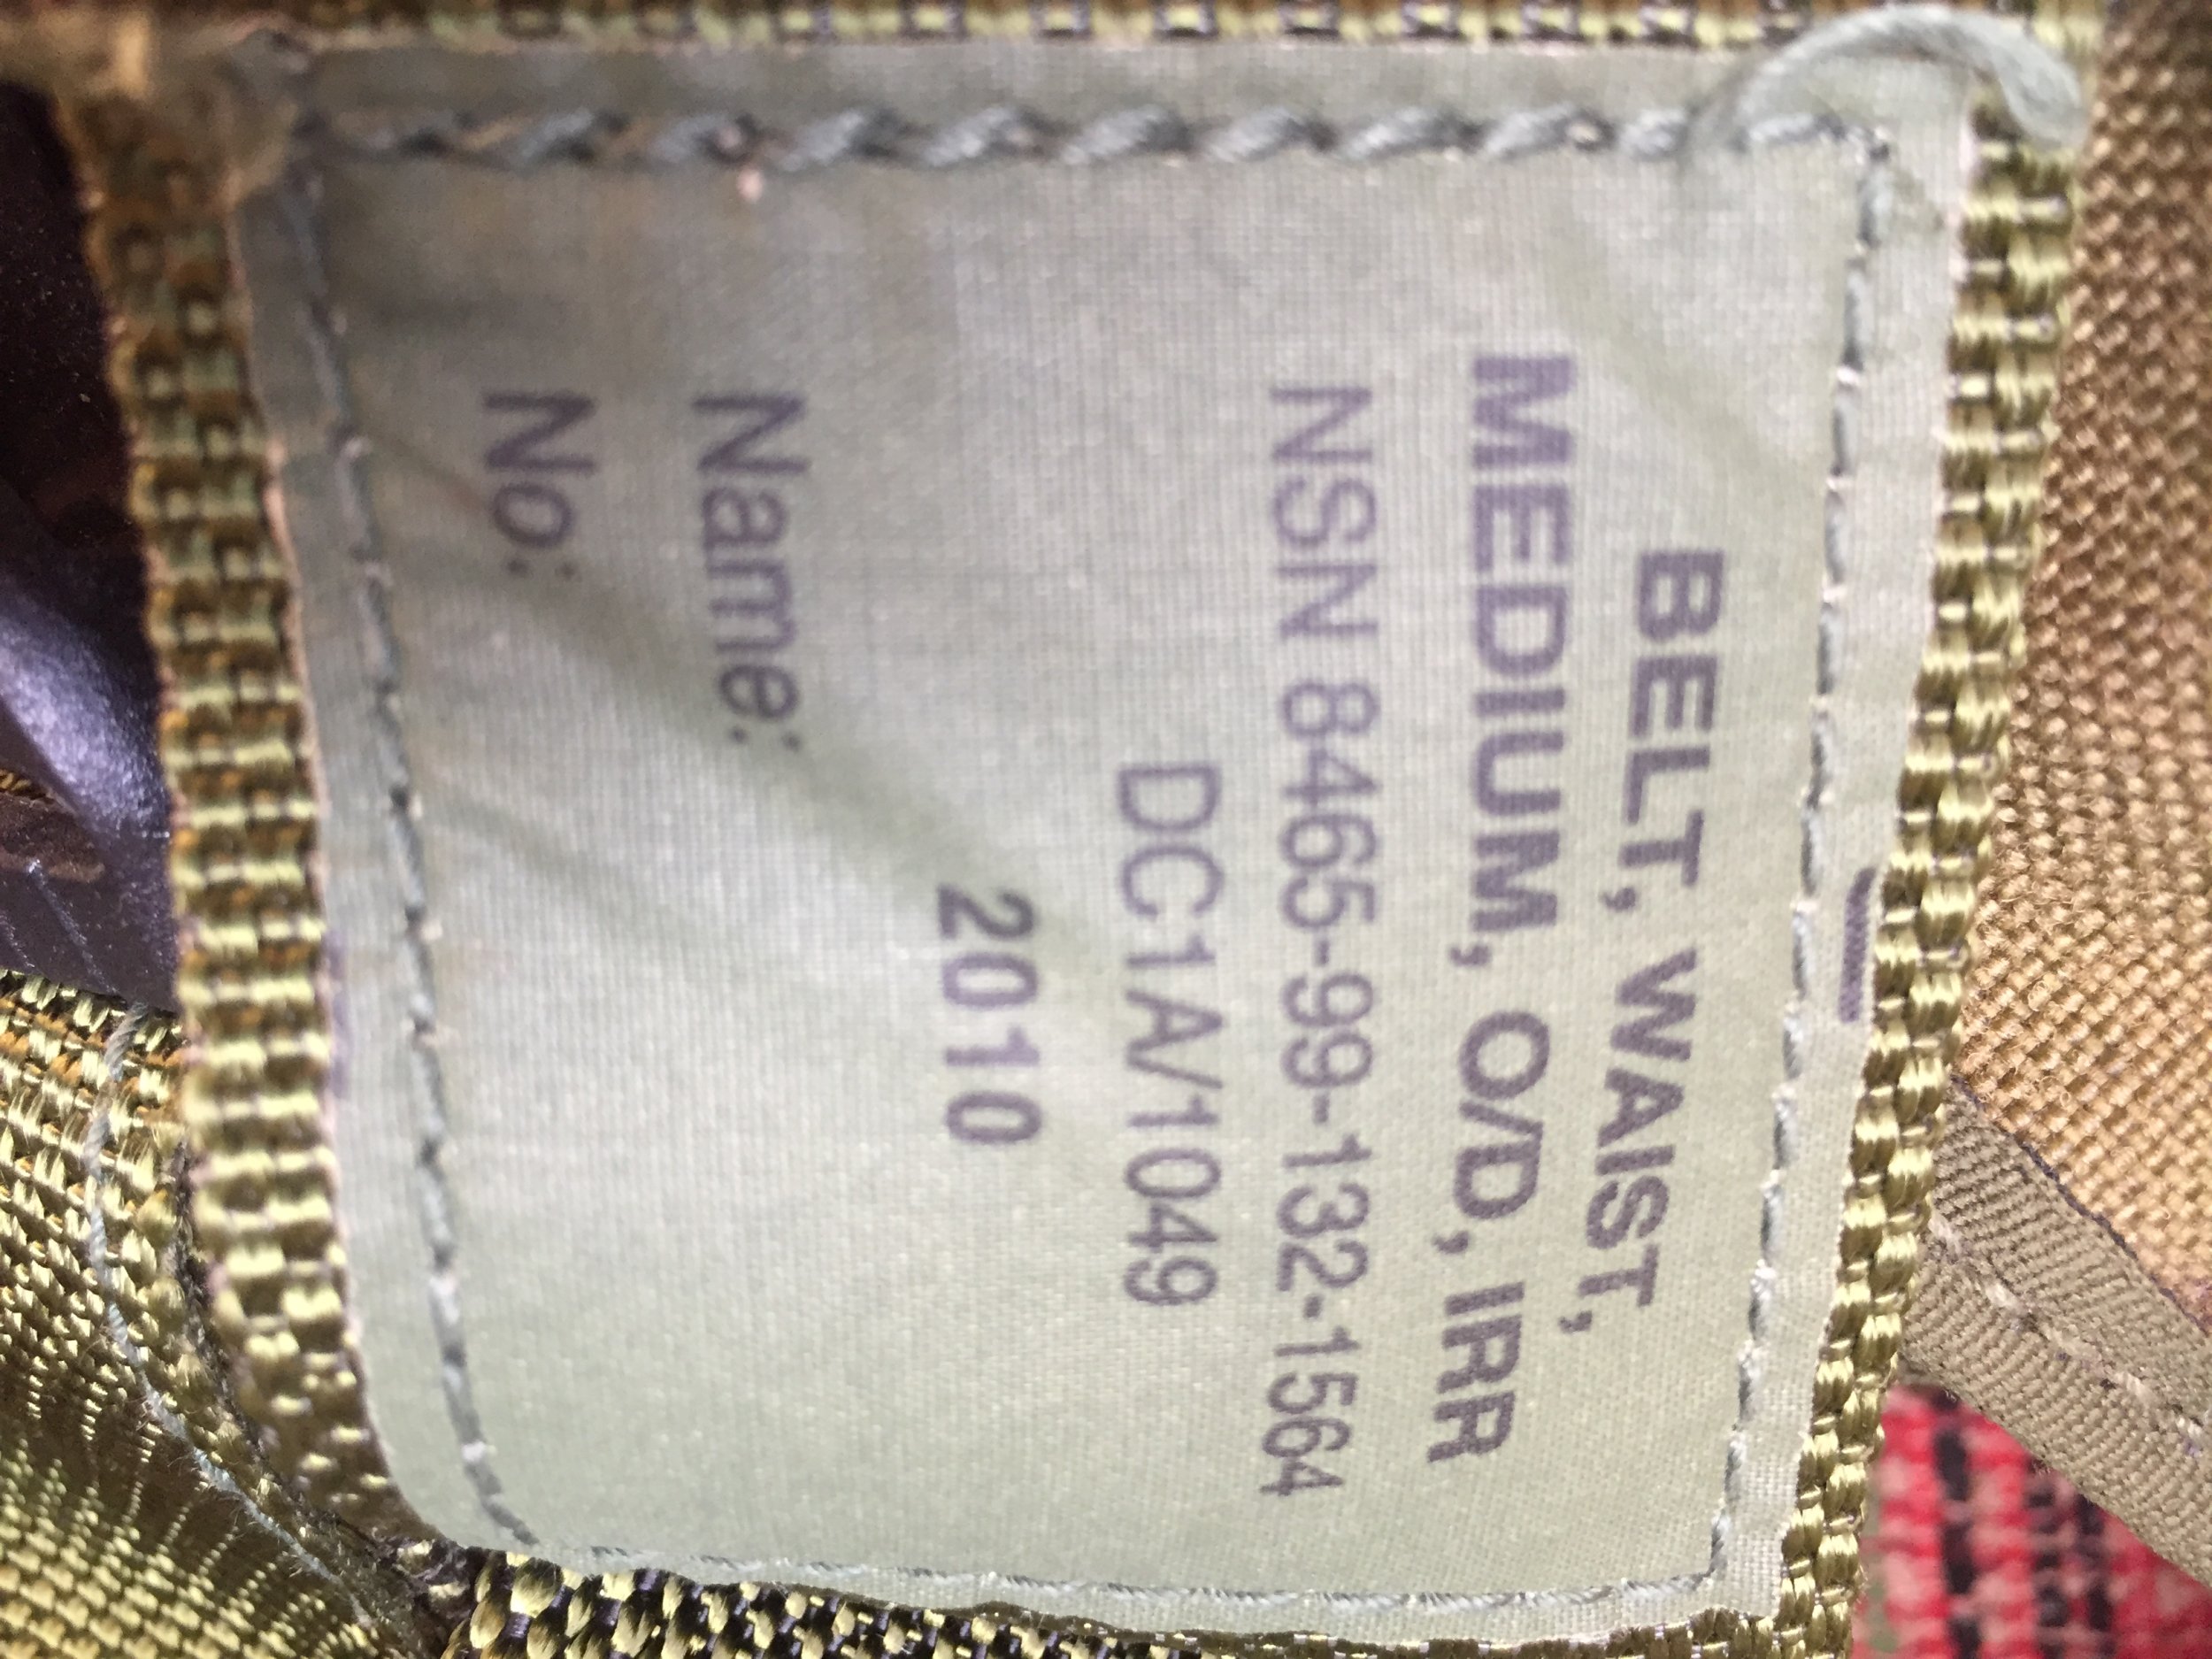 BELT, WAIST,
MEDIUM, O/D, IRR
NSN 8465-99-132-1564
DC1A/1049
2010
Name:
No: